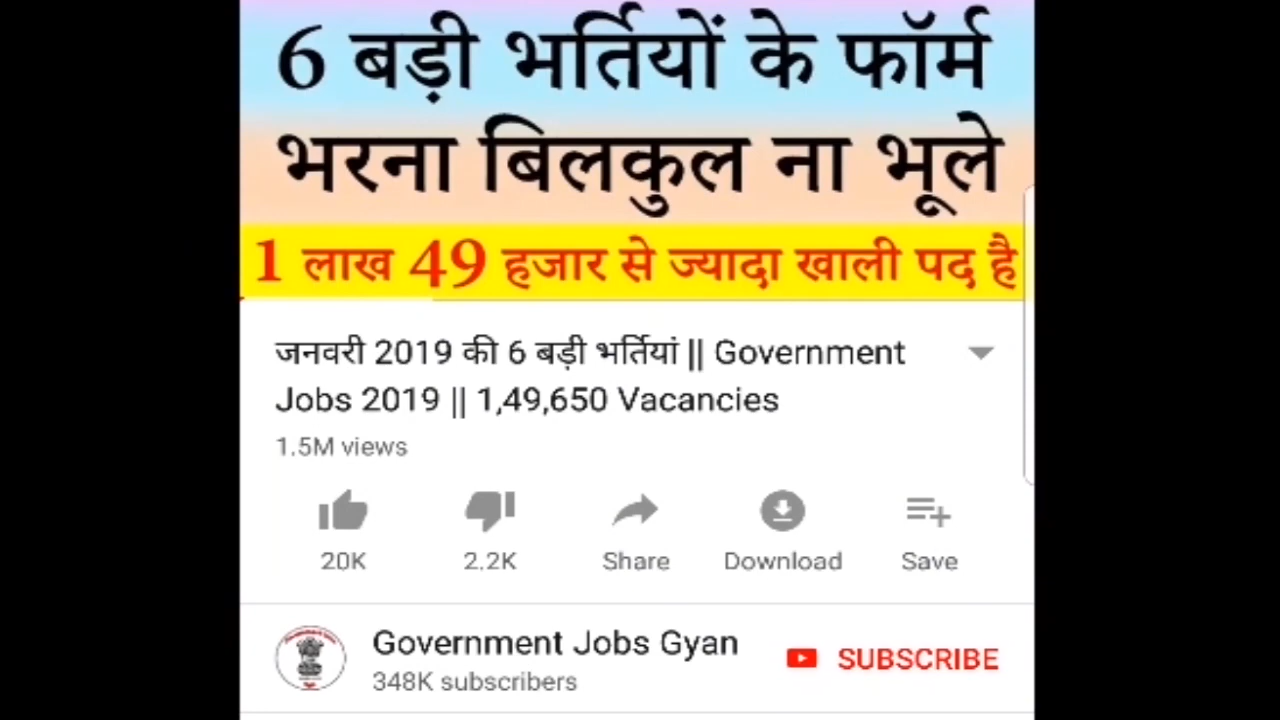 6 बड़ी भर्तियों के फॉर्म
भरना बिलकुल ना भूले
1 लाख 49 हजार से ज्यादा खाली पद है
जनवरी 2019 की 6 बड़ी भर्तियां || Government
Jobs 2019 || 1,49,650 Vacancies
1.5M views
20K 2.2K Share Download Save
Government Jobs Gyan
348K subscribers
SUBSCRIBE